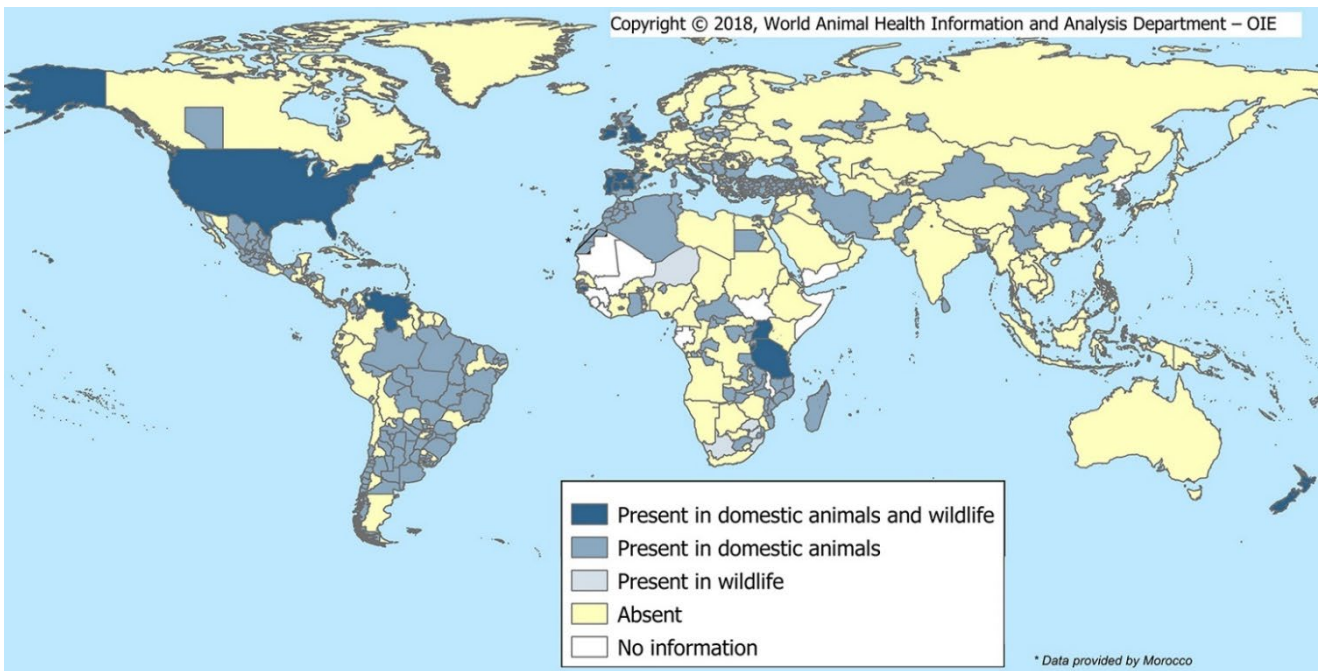 Copyright © 2018, World Animal Health Information and Analysis Department – OIE
Present in domestic animals and wildlife
Present in domestic animals
Present in wildlife
Absent
No information
*
* Data provided by Morocco